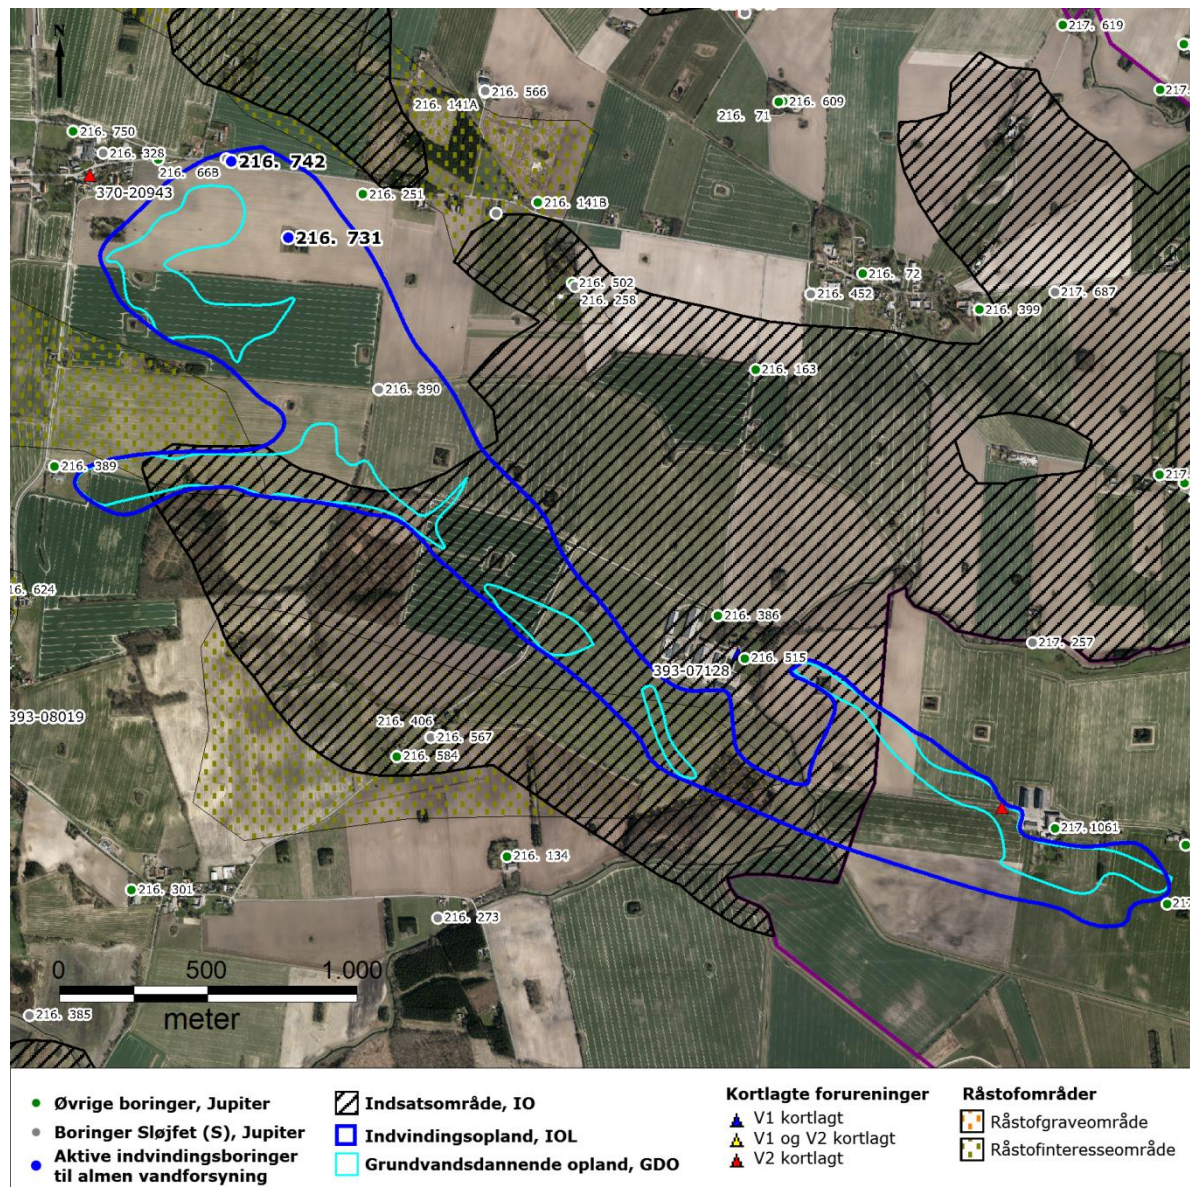 N
217. 619
216. 566
216. 141A
216. 609
216. 71
217.
216. 750
216. 328
216. 66B
216. 742
370-20943
216. 251
216. 141B
216. 731
216. 502
216. 258
216. 72
216. 452
217. 687
216. 399
216. 163
216. 390
216. 389
217.
16. 624
216. 386
217. 257
216. 515
393-07128
393-08019
216. 406
216. 567
216. 584
217. 1061
216. 134
216. 301
217
216. 273
0 500 1.000
meter
216. 385
Øvrige boringer, Jupiter
Boringer Sløjfet (S), Jupiter
Aktive indvindingsboringer
til almen vandforsyning
Indsatsområde, IO
Indvindingsopland, IOL
Grundvandsdannende opland, GDO
Kortlagte forureninger
V1 kortlagt
V1 og V2 kortlagt
V2 kortlagt
Råstofområder
Råstofgraveområde
Råstofinteresseområde